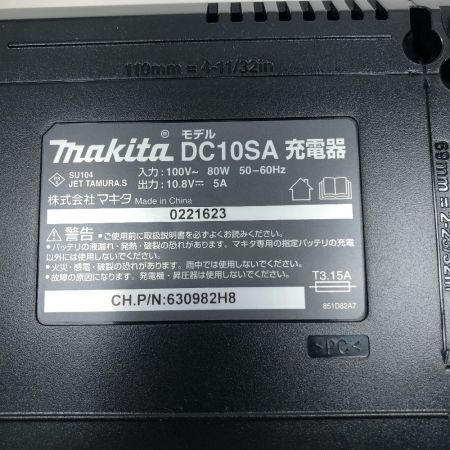 110mm = 4-11/32in
makita® モデル DC10SA 充電器
SU104
JET TAMURA.S
入力 : 100V~ 80W 50-60Hz
出力 : 10.8V⎓ 5A
株式会社 マキタ Made in China
0221623
⚠警告 •ご使用前に取扱説明書を必ずよくお読みください。
•バッテリの液漏れ・発熱・破裂の恐れがあります。マキタ専用の指定バッテリの充電
以外には使用しないでください。
•火災・感電・破裂の恐れがあります。雨中では使用しないでください。
•故障の原因になります。発電機・昇圧器は使用しないでください。
T3.15A
CH.P/N:630982H8
851D82A7
>PC<
69mm = 2-23/32in